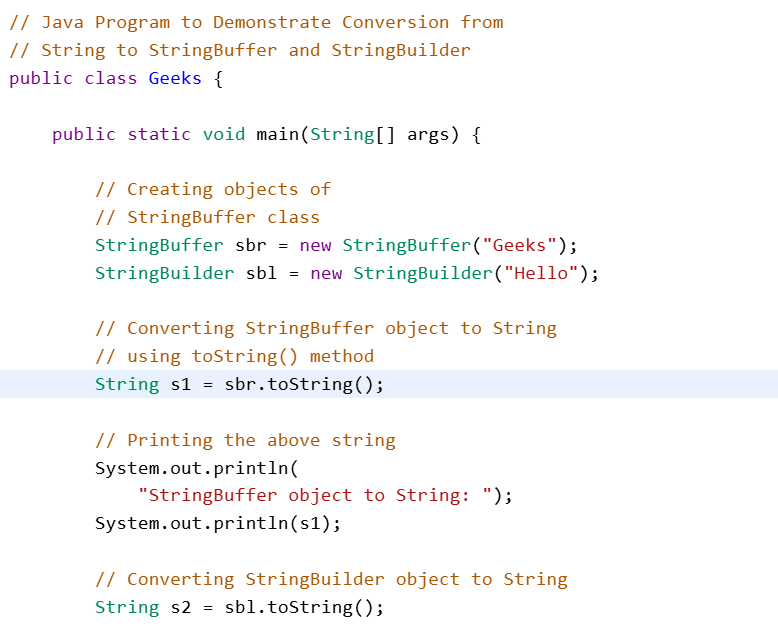 // Java Program to Demonstrate Conversion from
// String to StringBuffer and StringBuilder
public class Geeks {
public static void main(String[] args) {
// Creating objects of
// StringBuffer class
StringBuffer sbr = new StringBuffer("Geeks");
StringBuilder sbl = new StringBuilder("Hello");
// Converting StringBuffer object to String
// using toString() method
String s1 = sbr.toString();
// Printing the above string
System.out.println(
"StringBuffer object to String: ");
System.out.println(s1);
// Converting StringBuilder object to String
String s2 = sbl.toString();